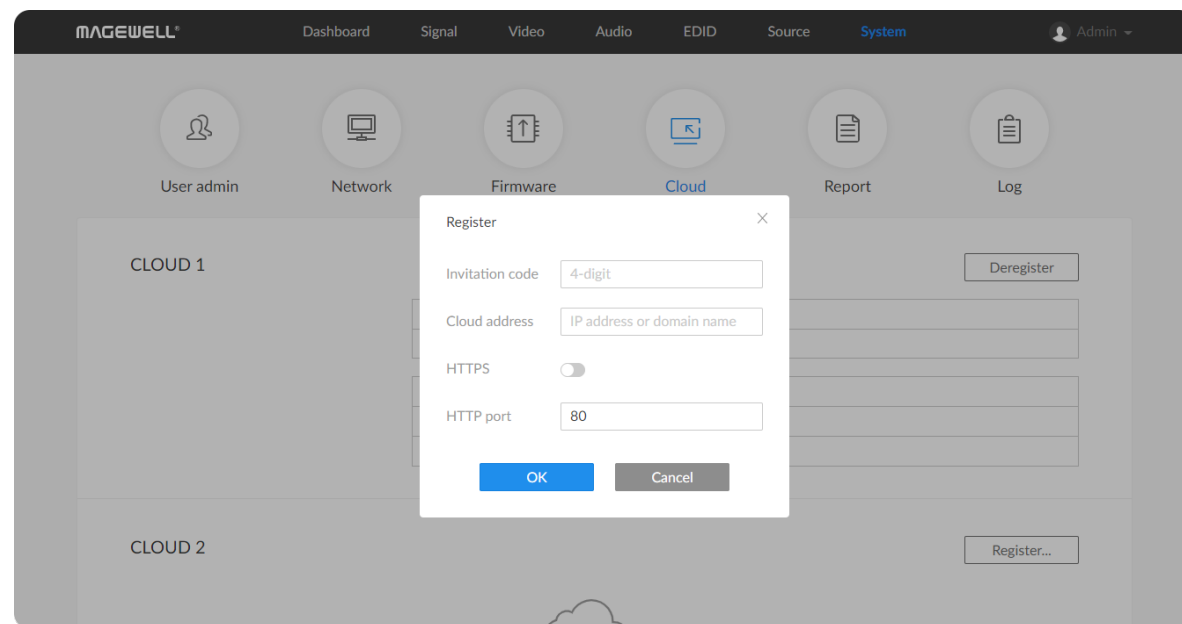 MAGEWELL®
Dashboard Signal Video Audio EDID Source System Admin
User admin Network Firmware Cloud Report Log
Register
CLOUD 1
Deregister
Invitation code 4-digit
Cloud address IP address or domain name
HTTPS
HTTP port 80
OK Cancel
CLOUD 2
Register...